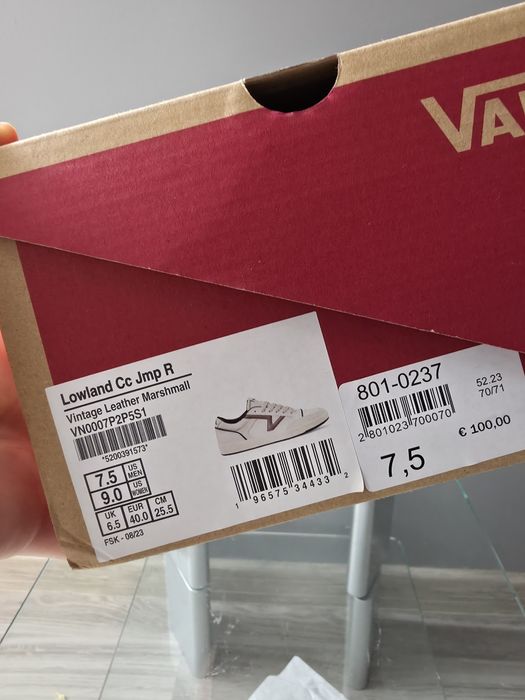 VA
Lowland Cc Jmp R
Vintage Leather Marshmall
VN0007P2P5S1
*5200391573*
7.5 US MEN
9.0 US WOMEN
UK EUR CM
6.5 40.0 25.5
FSK - 08/23
1 96575 34433 2
801-0237
2 801023 700070
52.23
70/71
€ 100,00
7,5